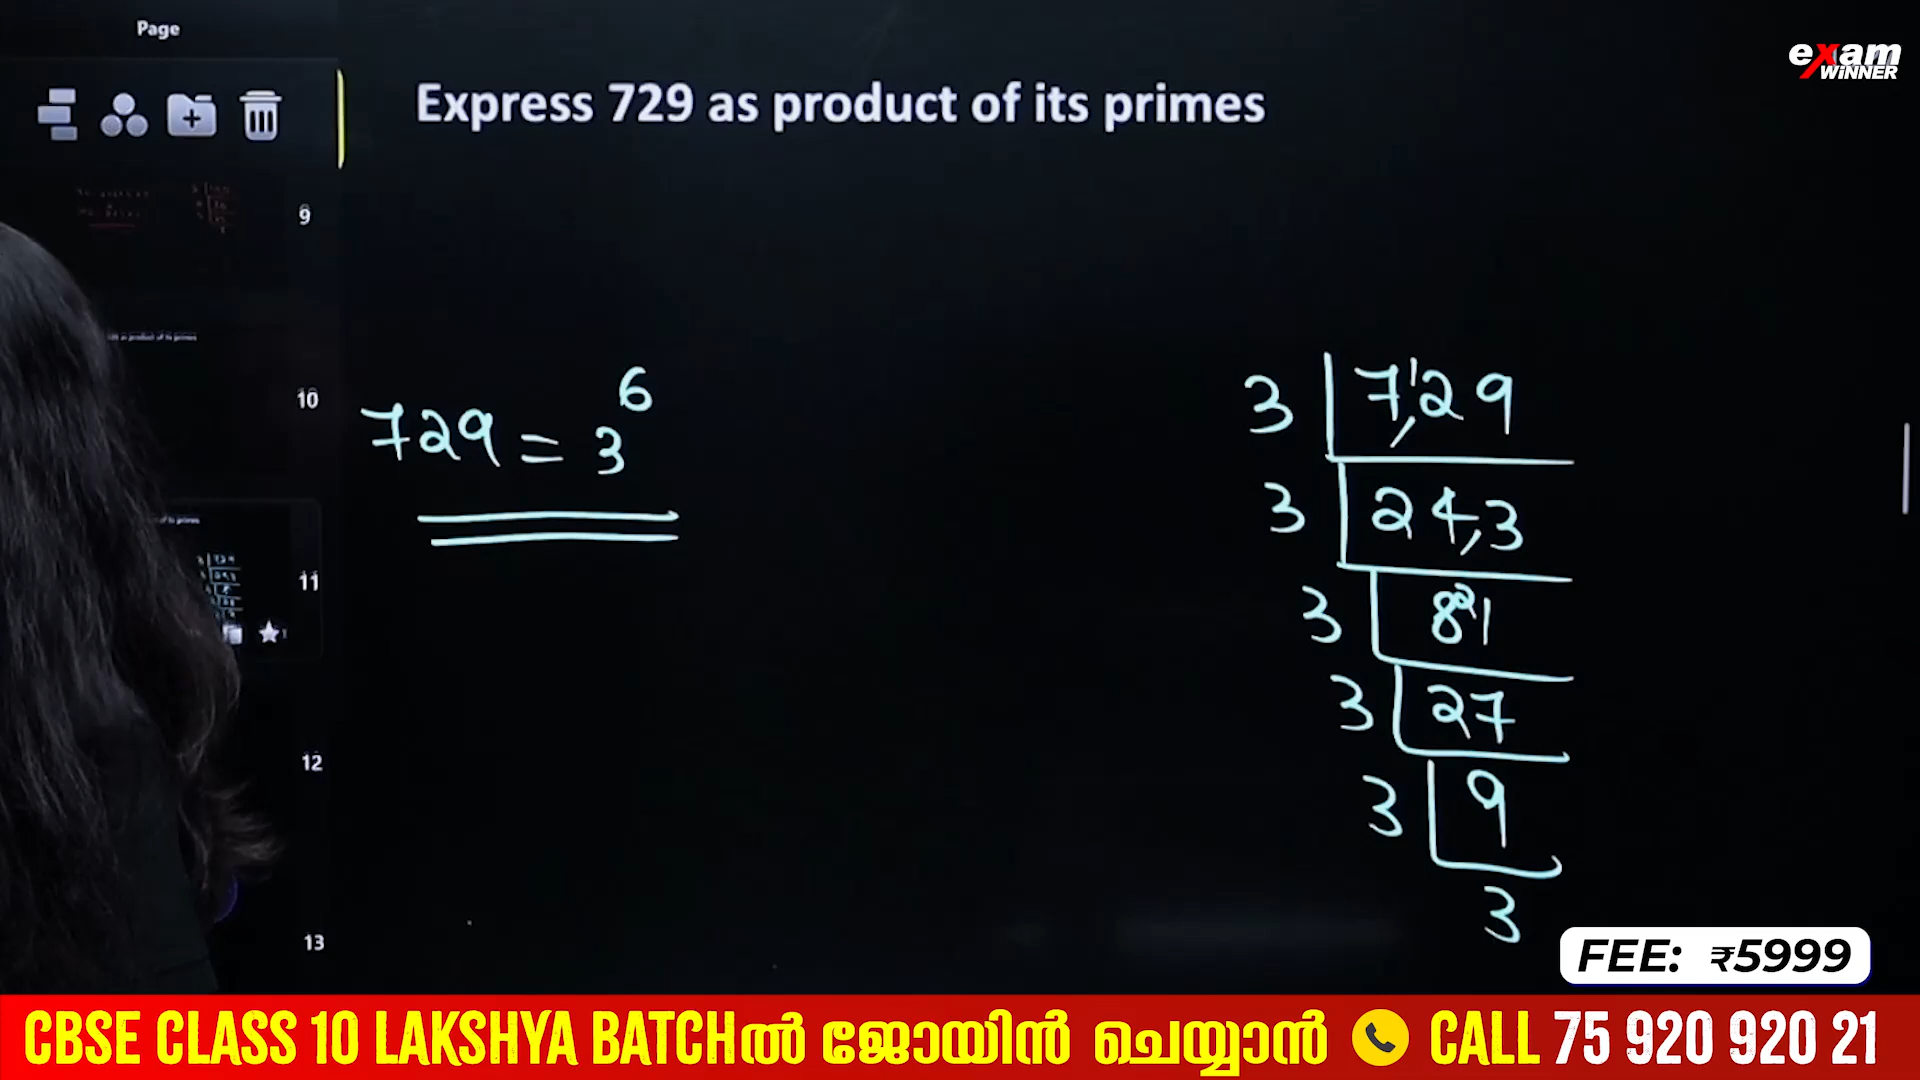 Page
exam
WINNER
Express 729 as product of its primes
9
10
11
12
13
729 = 3^6
3 | 729
3 | 243
3 | 81
3 | 27
3 | 9
3
FEE: ₹5999
CBSE CLASS 10 LAKSHYA BATCHൽ ജോയിൻ ചെയ്യാൻ CALL 75 920 920 21